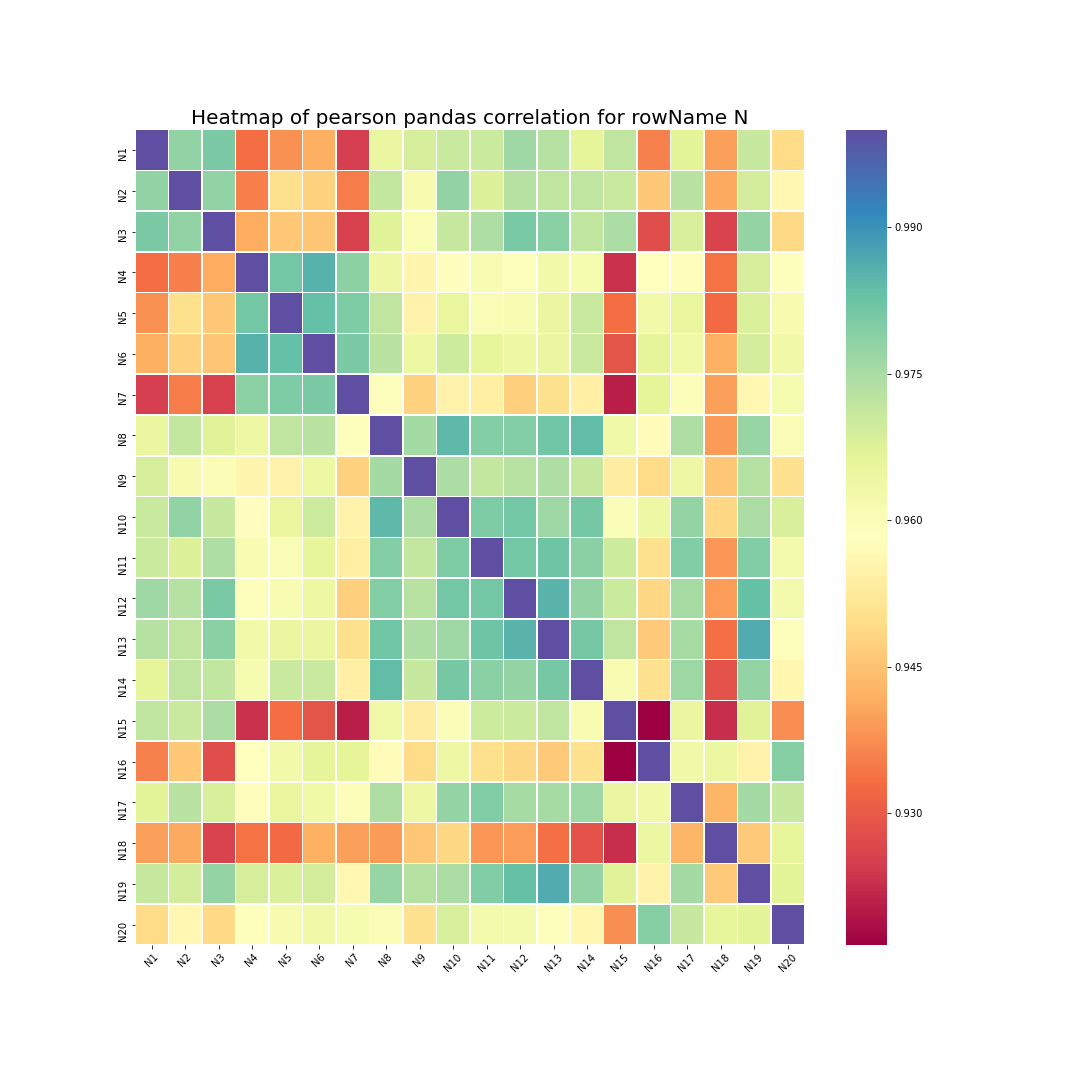 Heatmap of pearson pandas correlation for rowName N
N1
N2
N3
N4
N5
N6
N7
N8
N9
N10
N11
N12
N13
N14
N15
N16
N17
N18
N19
N20
N1 N2 N3 N4 N5 N6 N7 N8 N9 N10 N11 N12 N13 N14 N15 N16 N17 N18 N19 N20
0.990
0.975
0.960
0.945
0.930